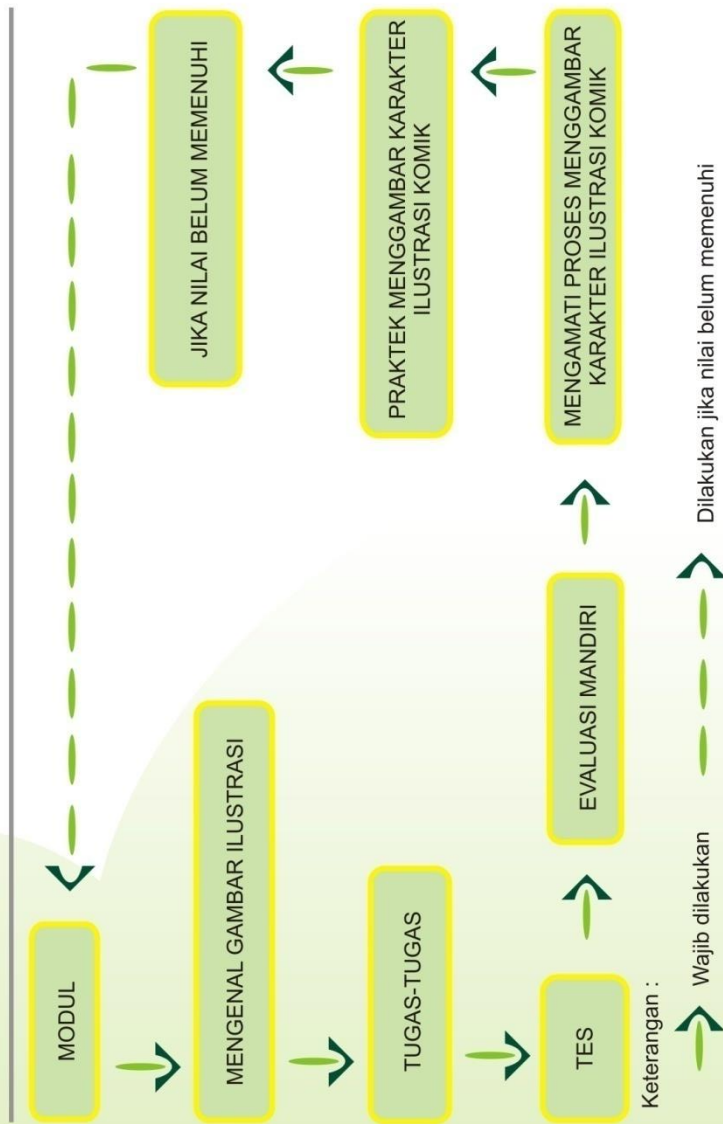 MODUL
MENGENAL GAMBAR ILUSTRASI
TUGAS-TUGAS
TES
EVALUASI MANDIRI
MENGAMATI PROSES MENGGAMBAR
KARAKTER ILUSTRASI KOMIK
PRAKTEK MENGGAMBAR KARAKTER
ILUSTRASI KOMIK
JIKA NILAI BELUM MEMENUHI
Keterangan :
Wajib dilakukan
Dilakukan jika nilai belum memenuhi